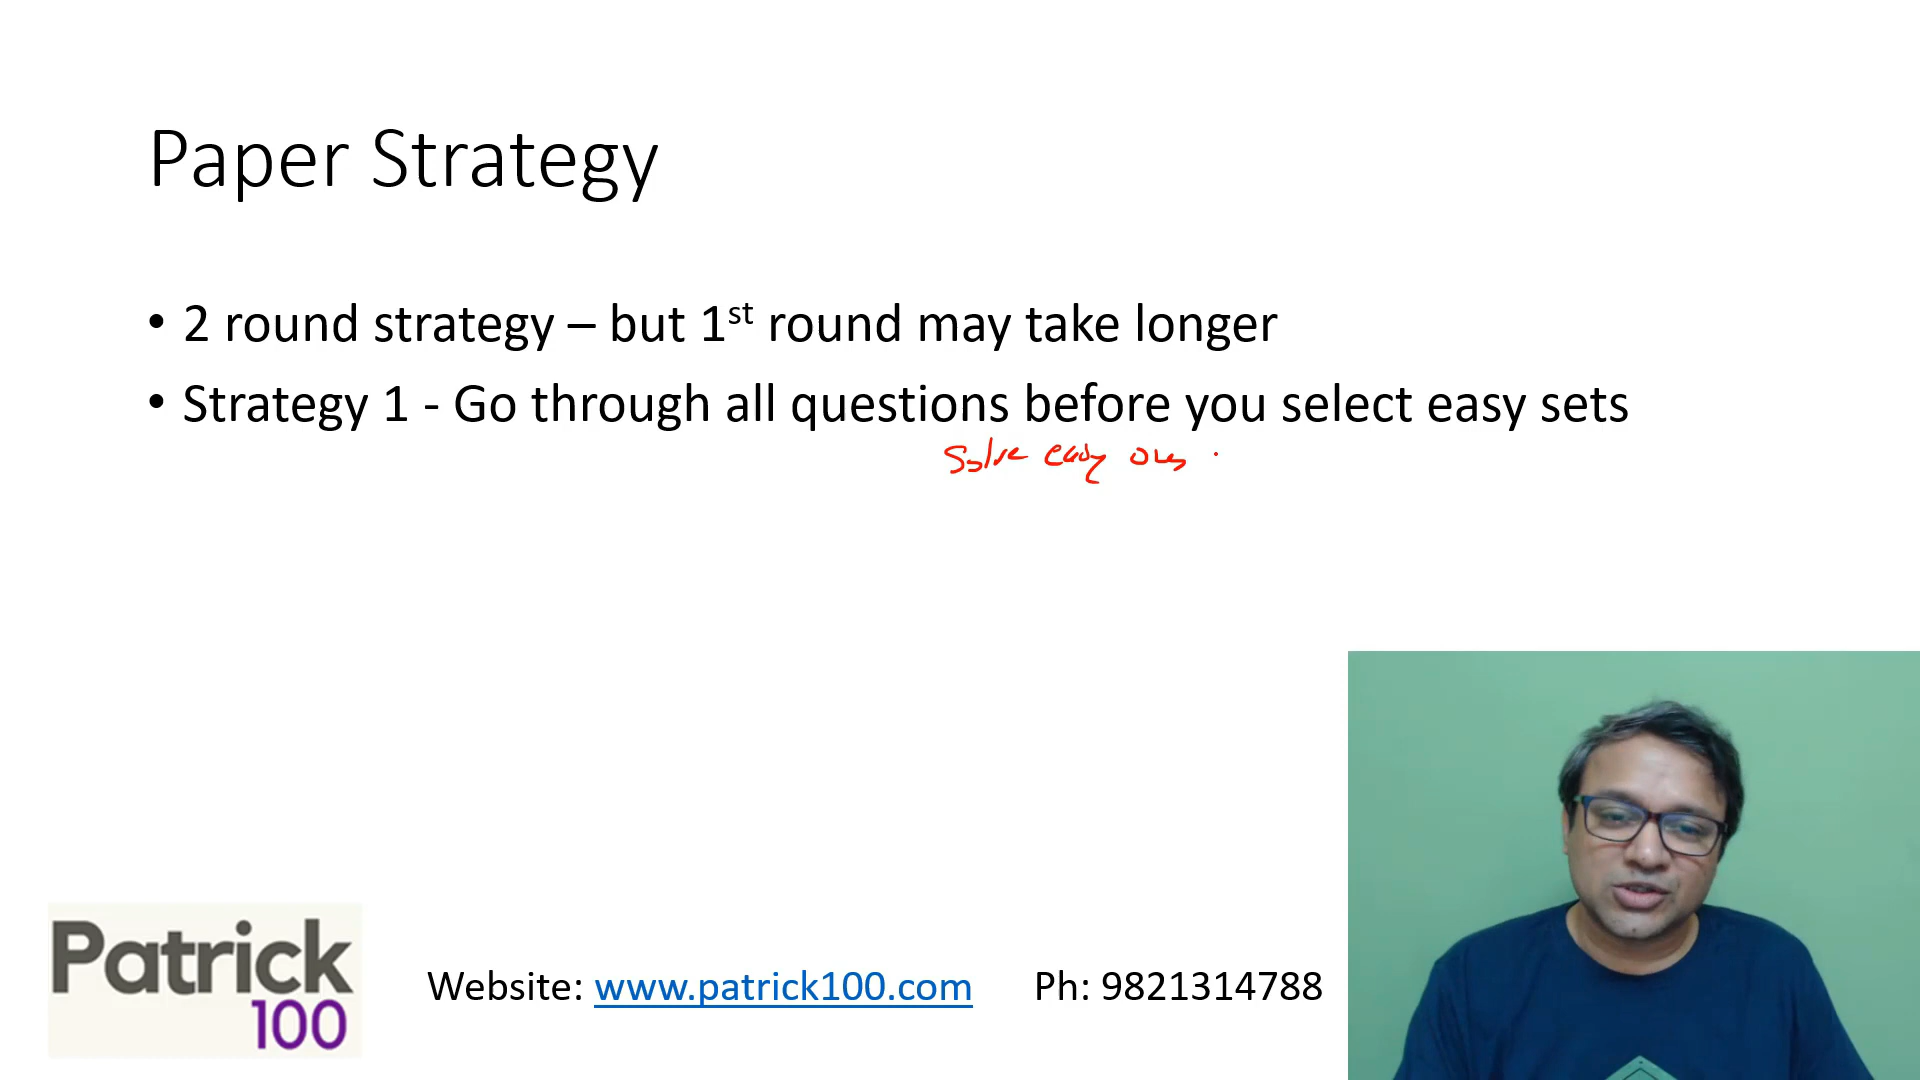 Paper Strategy
• 2 round strategy – but 1st round may take longer
• Strategy 1 - Go through all questions before you select easy sets
Solve easy ones
Patrick
100
Website: www.patrick100.com Ph: 9821314788